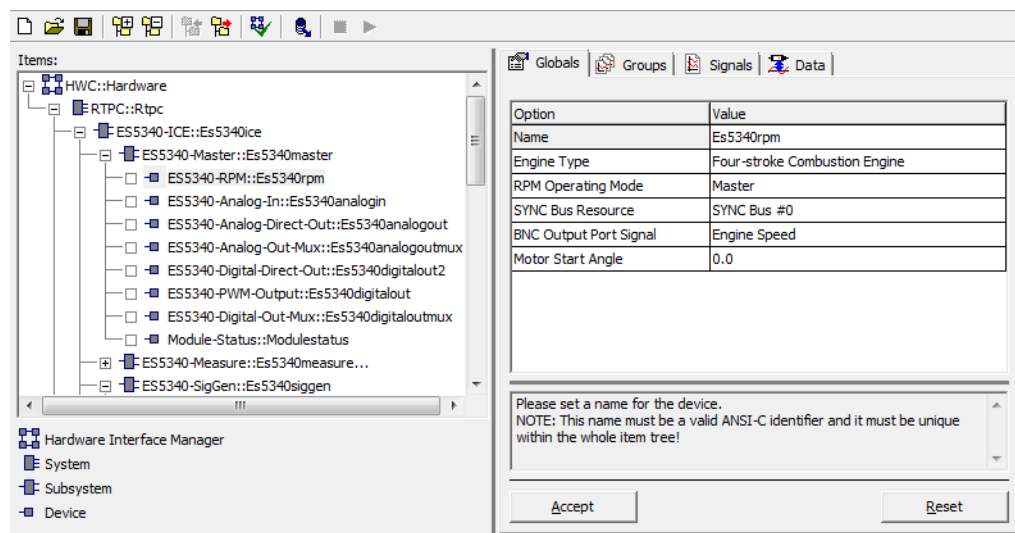 Items:
HWC::Hardware
RTPC::Rtpc
ES5340-ICE::Es5340ice
ES5340-Master::Es5340master
ES5340-RPM::Es5340rpm
ES5340-Analog-In::Es5340analogin
ES5340-Analog-Direct-Out::Es5340analogout
ES5340-Analog-Out-Mux::Es5340analogoutmux
ES5340-Digital-Direct-Out::Es5340digitalout2
ES5340-PWM-Output::Es5340digitalout
ES5340-Digital-Out-Mux::Es5340digitaloutmux
Module-Status::Modulestatus
ES5340-Measure::Es5340measure...
ES5340-SigGen::Es5340siggen
Hardware Interface Manager
System
Subsystem
Device
Globals Groups Signals Data
Option Value
Name Es5340rpm
Engine Type Four-stroke Combustion Engine
RPM Operating Mode Master
SYNC Bus Resource SYNC Bus #0
BNC Output Port Signal Engine Speed
Motor Start Angle 0.0
Please set a name for the device.
NOTE: This name must be a valid ANSI-C identifier and it must be unique
within the whole item tree!
Accept Reset